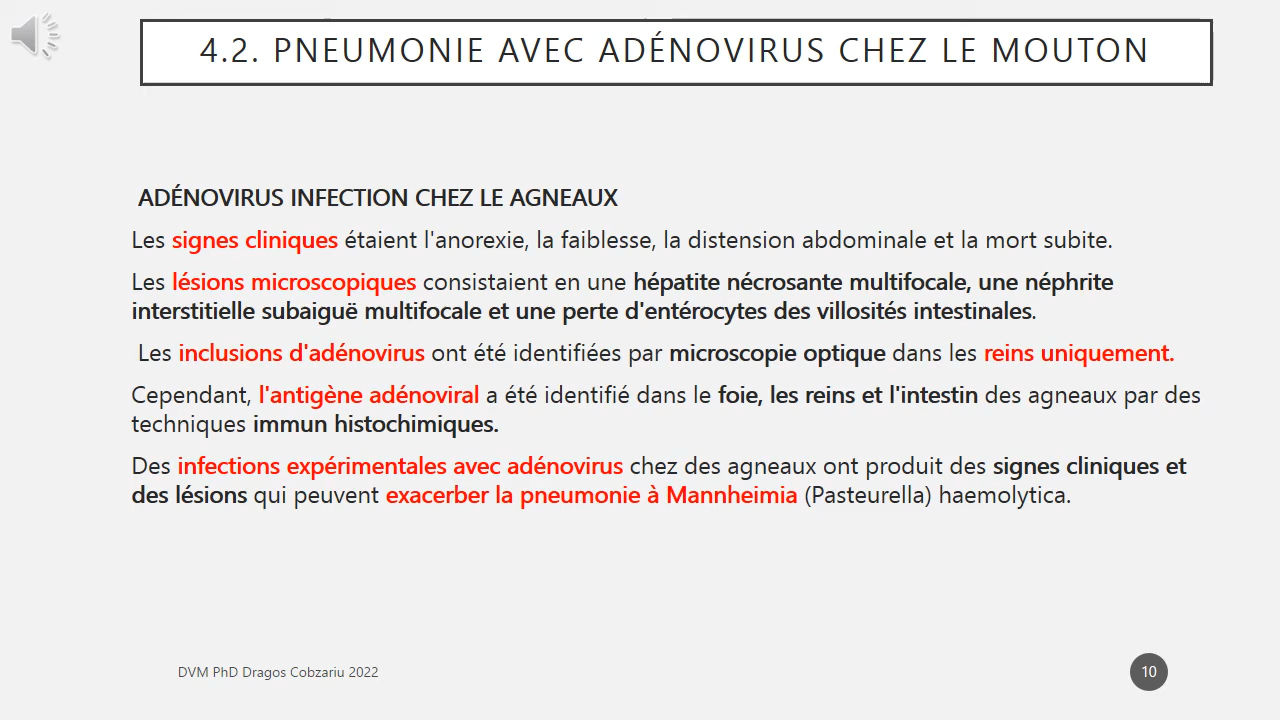 4.2. PNEUMONIE AVEC ADÉNOVIRUS CHEZ LE MOUTON
ADÉNOVIRUS INFECTION CHEZ LE AGNEAUX
Les signes cliniques étaient l'anorexie, la faiblesse, la distension abdominale et la mort subite.
Les lésions microscopiques consistaient en une hépatite nécrosante multifocale, une néphrite
interstitielle subaiguë multifocale et une perte d'entérocytes des villosités intestinales.
Les inclusions d'adénovirus ont été identifiées par microscopie optique dans les reins uniquement.
Cependant, l'antigène adénoviral a été identifié dans le foie, les reins et l'intestin des agneaux par des
techniques immun histochimiques.
Des infections expérimentales avec adénovirus chez des agneaux ont produit des signes cliniques et
des lésions qui peuvent exacerber la pneumonie à Mannheimia (Pasteurella) haemolytica.
DVM PhD Dragos Cobzariu 2022
10